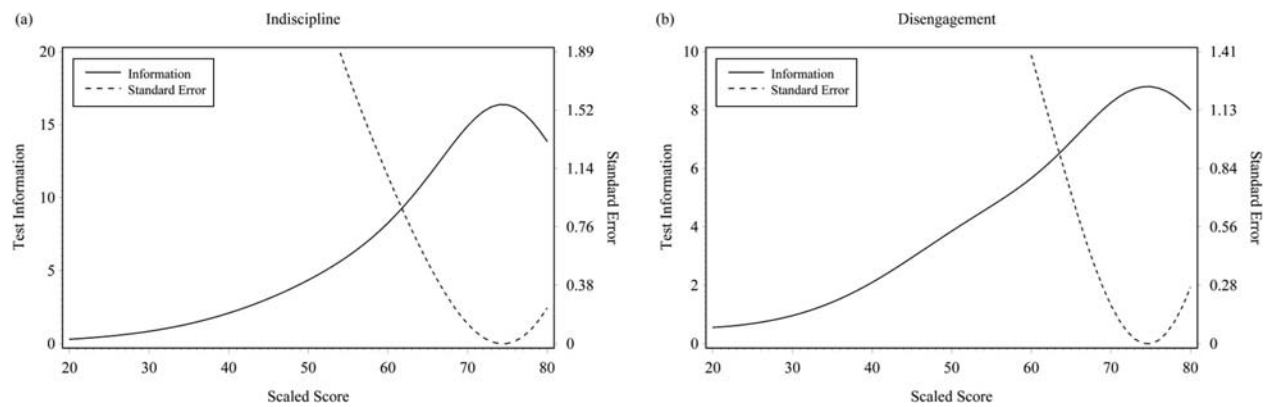 (a)
Indiscipline
20
15
10
5
0
Test Information
Information
Standard Error
1.89
1.52
1.14
0.76
0.38
0
Standard Error
20 30 40 50 60 70 80
Scaled Score
(b)
Disengagement
10
8
6
4
2
0
Test Information
Information
Standard Error
1.41
1.13
0.84
0.56
0.28
0
Standard Error
20 30 40 50 60 70 80
Scaled Score